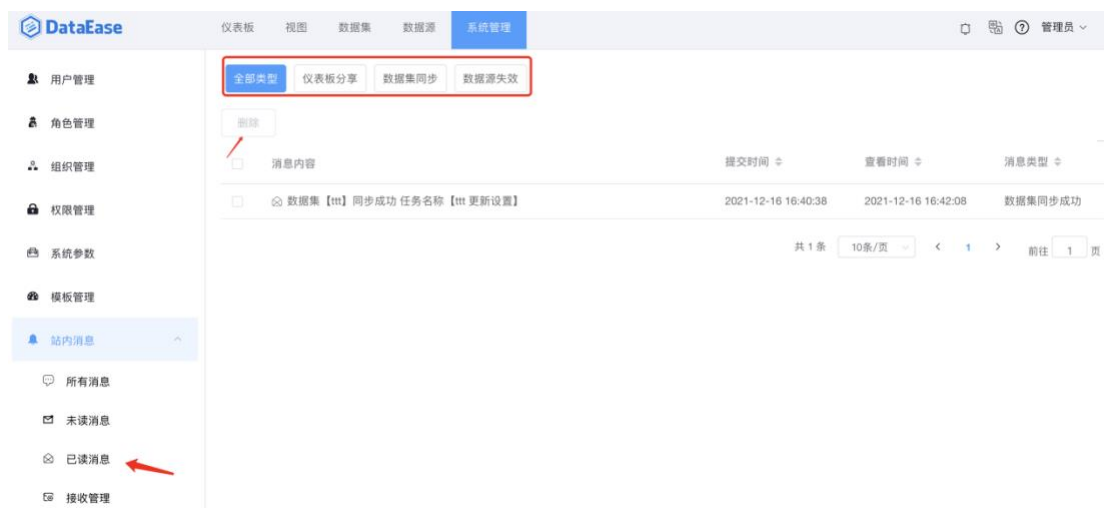 DataEase 仪表板 视图 数据集 数据源 系统管理 管理员
用户管理
全部类型 仪表板分享 数据集同步 数据源失效
角色管理
删除
组织管理
消息内容 提交时间 查看时间 消息类型
权限管理
数据集【ttt】同步成功 任务名称【ttt 更新设置】 2021-12-16 16:40:38 2021-12-16 16:42:08 数据集同步成功
系统参数
共 1 条 10条/页 1 前往 1 页
模板管理
站内消息
所有消息
未读消息
已读消息
接收管理